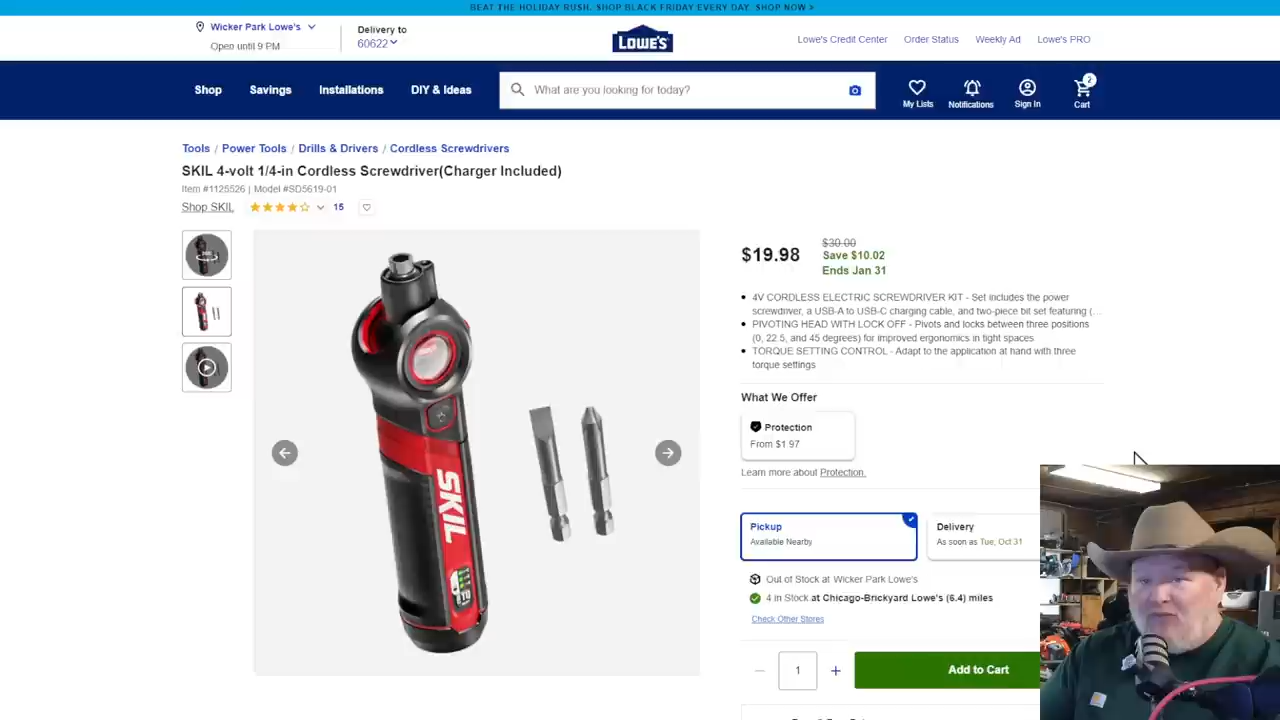 BEAT THE HOLIDAY RUSH. SHOP BLACK FRIDAY EVERY DAY. SHOP NOW >
Wicker Park Lowe's
Open until 9 PM
Delivery to
60622
LOWE'S
Lowe's Credit Center
Order Status
Weekly Ad
Lowe's PRO
Shop
Savings
Installations
DIY & Ideas
What are you looking for today?
My Lists
Notifications
Sign In
2
Cart
Tools / Power Tools / Drills & Drivers / Cordless Screwdrivers
SKIL 4-volt 1/4-in Cordless Screwdriver(Charger Included)
Item #1125526 | Model #SD5619-01
Shop SKIL
15
SKIL
$19.98
$30.00
Save $10.02
Ends Jan 31
4V CORDLESS ELECTRIC SCREWDRIVER KIT - Set includes the power
screwdriver, a USB-A to USB-C charging cable, and two-piece bit set featuring (...
PIVOTING HEAD WITH LOCK OFF - Pivots and locks between three positions
(0, 22.5, and 45 degrees) for improved ergonomics in tight spaces
TORQUE SETTING CONTROL - Adapt to the application at hand with three
torque settings
What We Offer
Protection
From $1 97
Learn more about Protection.
Pickup
Available Nearby
Delivery
As soon as Tue, Oct 31
Out of Stock at Wicker Park Lowe's
4 in Stock at Chicago-Brickyard Lowe's (6.4) miles
Check Other Stores
1
Add to Cart